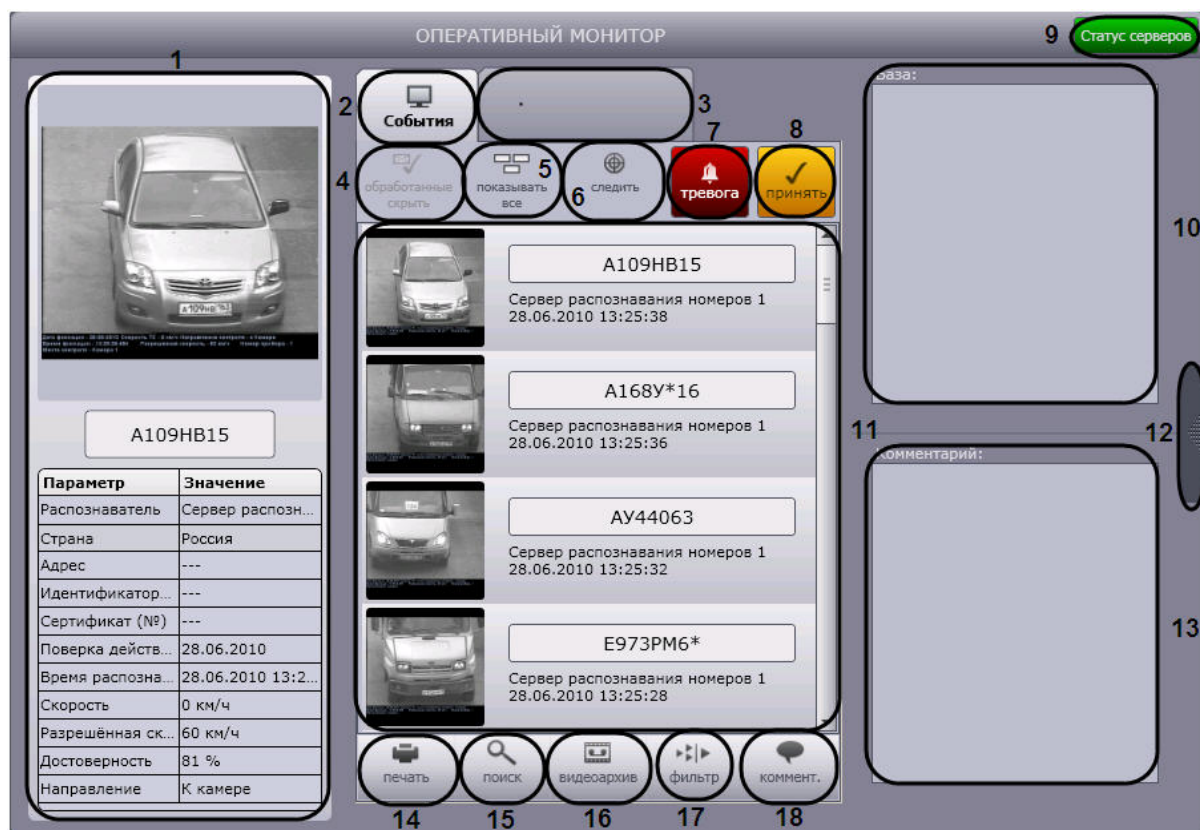 ОПЕРАТИВНЫЙ МОНИТОР
9
Статус серверов
1
2
События
3
7
8
База:
4
обработанные
скрыть
показывать
все
5
6
следить
тревога
принять
10
А109НВ15
Сервер распознавания номеров 1
28.06.2010 13:25:38
А168У*16
Сервер распознавания номеров 1
28.06.2010 13:25:36
АУ44063
Сервер распознавания номеров 1
28.06.2010 13:25:32
Е973РМ6*
Сервер распознавания номеров 1
28.06.2010 13:25:28
А109НВ15
Параметр Значение
Распознаватель Сервер распозн...
Страна Россия
Адрес ---
Идентификатор... ---
Сертификат (№) ---
Поверка действ... 28.06.2010
Время распозна... 28.06.2010 13:2...
Скорость 0 км/ч
Разрешённая ск... 60 км/ч
Достоверность 81 %
Направление К камере
11
12
Комментарий:
13
печать
поиск
видеоархив
фильтр
коммент.
14
15
16
17
18